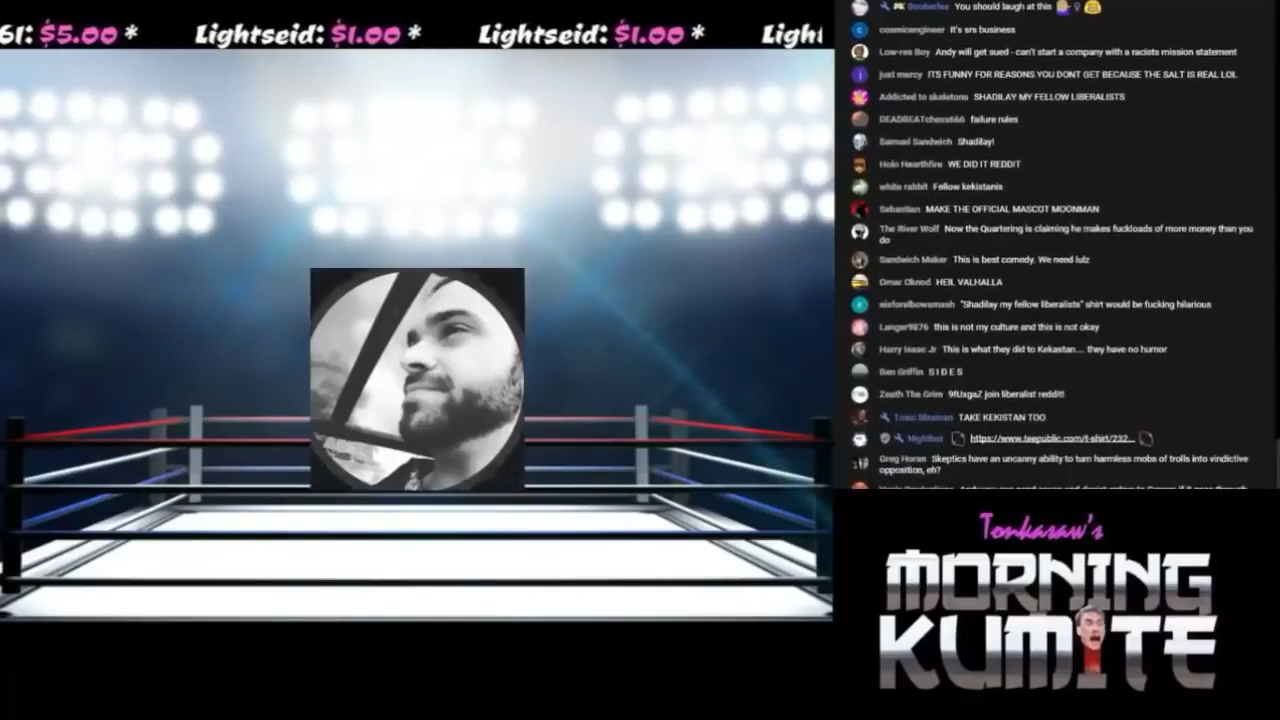 61: $5.00 *
Lightseid: $1.00 *
Lightseid: $1.00 *
Light
Booberfee You should laugh at this
cosmicengineer It's srs business
Low-res Boy Andy will get sued - can't start a company with a racists mission statement
just mercy ITS FUNNY FOR REASONS YOU DONT GET BECAUSE THE SALT IS REAL LOL
Addicted to skeletons SHADILAY MY FELLOW LIBERALISTS
DEADBEATchess666 failure rules
Samuel Sandwich Shadilay!
Holo Hearthfire WE DID IT REDDIT
white rabbit Fellow kekistanis
Sebastian MAKE THE OFFICIAL MASCOT MOONMAN
The River Wolf Now the Quartering is claiming he makes fuckloads of more money than you
do
Sandwich Maker This is best comedy. We need lulz
Omar HEIL VALHALLA
eisforelbowsmash "Shadilay my fellow liberalists" shirt would be fucking hilarious
Langer9876 this is not my culture and this is not okay
Harry Isaac Jr This is what they did to Kekastan.... they have no humor
Ben Griffin S I D E S
Zeath The Grim 9fUxgaZ join liberalist reddit!
Toxic TAKE KEKISTAN TOO
Nightbot https://www.teepublic.com/t-shirt/232...
Greg Horan Skeptics have an uncanny ability to turn harmless mobs of trolls into vindictive
opposition, eh?
Tonkasaw's
MORNING
KUMITE